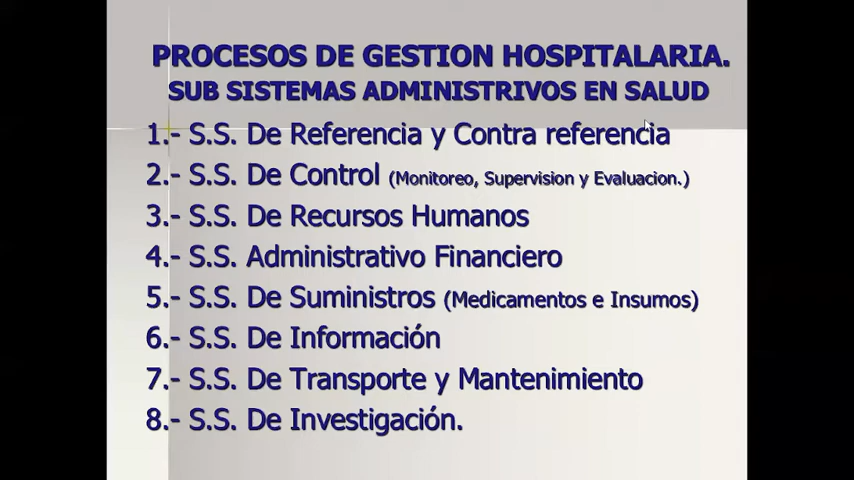 PROCESOS DE GESTION HOSPITALARIA.
SUB SISTEMAS ADMINISTRIVOS EN SALUD
1.- S.S. De Referencia y Contra referencia
2.- S.S. De Control (Monitoreo, Supervision y Evaluacion.)
3.- S.S. De Recursos Humanos
4.- S.S. Administrativo Financiero
5.- S.S. De Suministros (Medicamentos e Insumos)
6.- S.S. De Información
7.- S.S. De Transporte y Mantenimiento
8.- S.S. De Investigación.